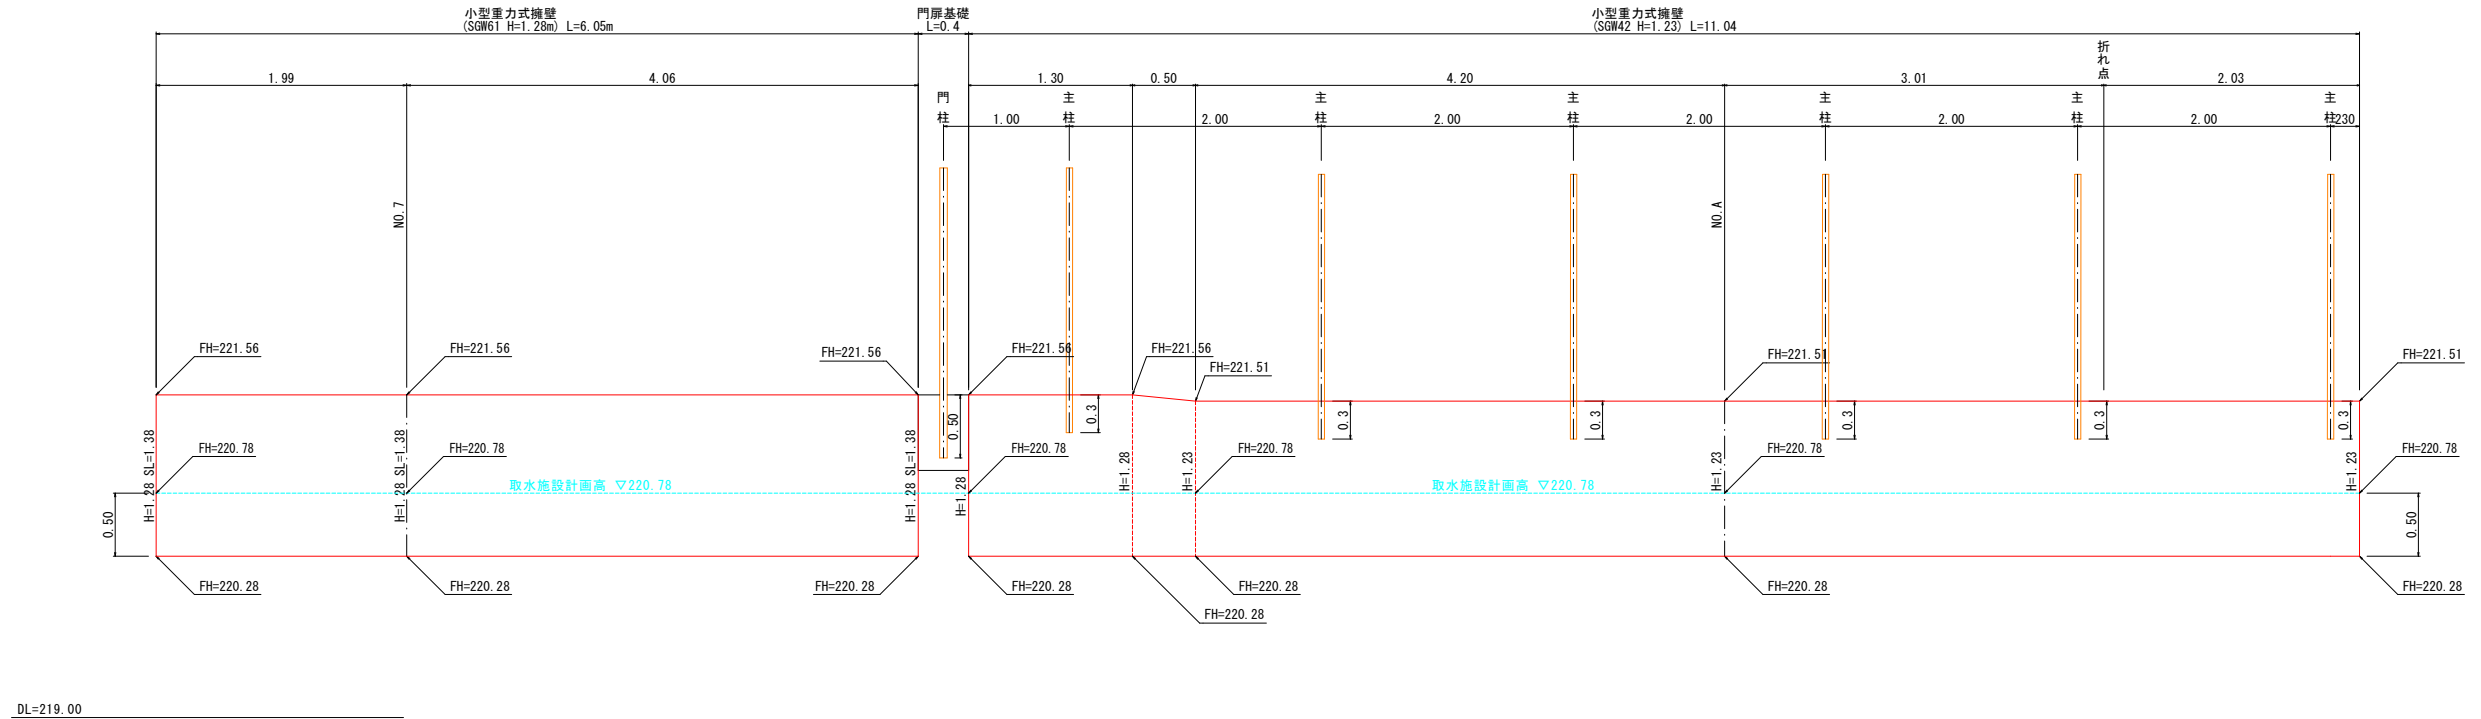 小型重力式擁壁
(SGW61 H=1.28m) L=6.05m
門扉基礎
L=0.4
小型重力式擁壁
(SGW42 H=1.23) L=11.04
1.99
4.06
1.30
0.50
4.20
3.01
折れ点
2.03
門柱
1.00
主柱
2.00
主柱
2.00
主柱
2.00
主柱
2.00
主柱
2.00
主柱
230
NO.7
NO.A
FH=221.56
FH=221.56
FH=221.56
FH=221.56
FH=221.56
FH=221.51
FH=221.51
FH=221.51
0.50
0.3
0.3
0.3
0.3
0.3
0.3
H=1.28 SL=1.38
H=1.28 SL=1.38
H=1.28 SL=1.38
H=1.28
H=1.28
H=1.23
H=1.23
H=1.23
FH=220.78
FH=220.78
FH=220.78
FH=220.78
FH=220.78
FH=220.78
取水施設計画高 ▽220.78
取水施設計画高 ▽220.78
0.50
0.50
FH=220.28
FH=220.28
FH=220.28
FH=220.28
FH=220.28
FH=220.28
FH=220.28
FH=220.28
DL=219.00